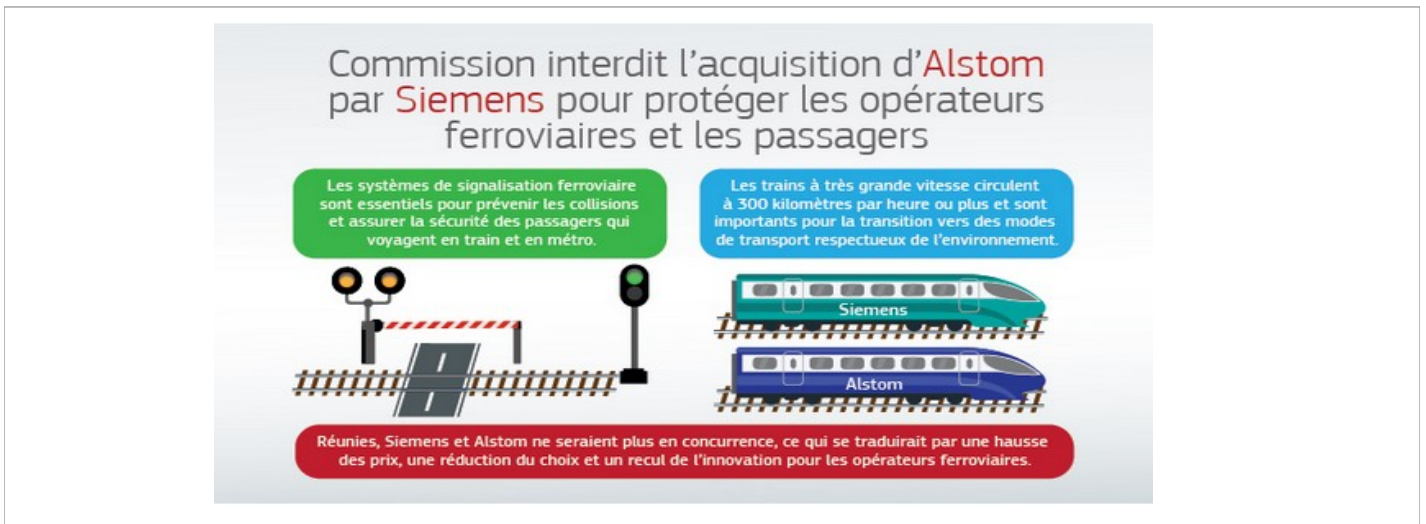 Commission interdit l'acquisition d'Alstom
par Siemens pour protéger les opérateurs
ferroviaires et les passagers
Les systèmes de signalisation ferroviaire
sont essentiels pour prévenir les collisions
et assurer la sécurité des passagers qui
voyagent en train et en métro.
Les trains à très grande vitesse circulent
à 300 kilomètres par heure ou plus et sont
importants pour la transition vers des modes
de transport respectueux de l'environnement.
Siemens
Alstom
Réunies, Siemens et Alstom ne seraient plus en concurrence, ce qui se traduirait par une hausse
des prix, une réduction du choix et un recul de l'innovation pour les opérateurs ferroviaires.